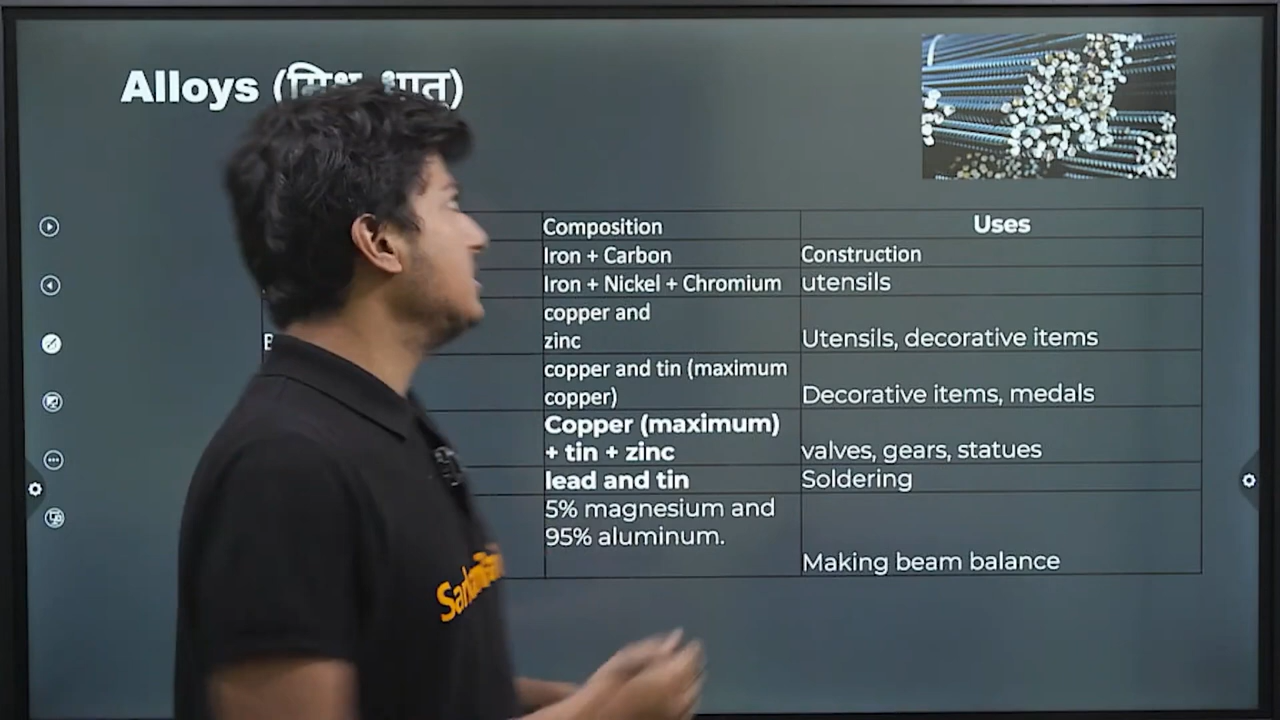 Alloys (
Composition
Uses
Iron + Carbon
Construction
Iron + Nickel + Chromium
utensils
copper and
zinc
Utensils, decorative items
copper and tin (maximum
copper)
Decorative items, medals
Copper (maximum)
+ tin + zinc
valves, gears, statues
lead and tin
Soldering
5% magnesium and
95% aluminum.
Making beam balance